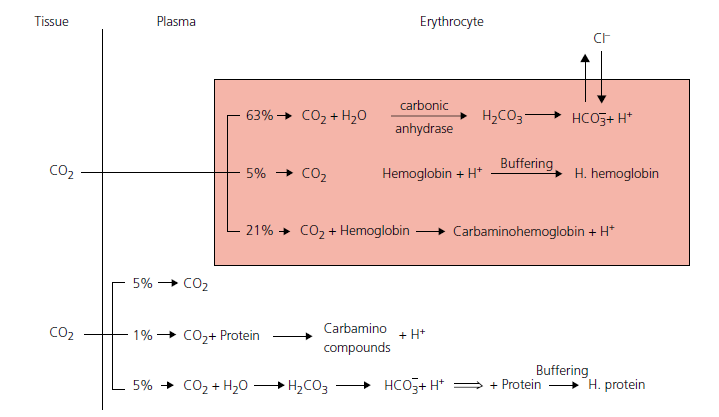 Tissue Plasma Erythrocyte
Cl⁻
63% → CO₂ + H₂O carbonic anhydrase → H₂CO₃ → HCO₃⁻ + H⁺
CO₂
5% → CO₂ Hemoglobin + H⁺ Buffering → H. hemoglobin
21% → CO₂ + Hemoglobin → Carbaminohemoglobin + H⁺
5% → CO₂
CO₂
1% → CO₂+ Protein → Carbamino compounds + H⁺
5% → CO₂ + H₂O → H₂CO₃ → HCO₃⁻ + H⁺ ⇒ + Protein Buffering → H. protein